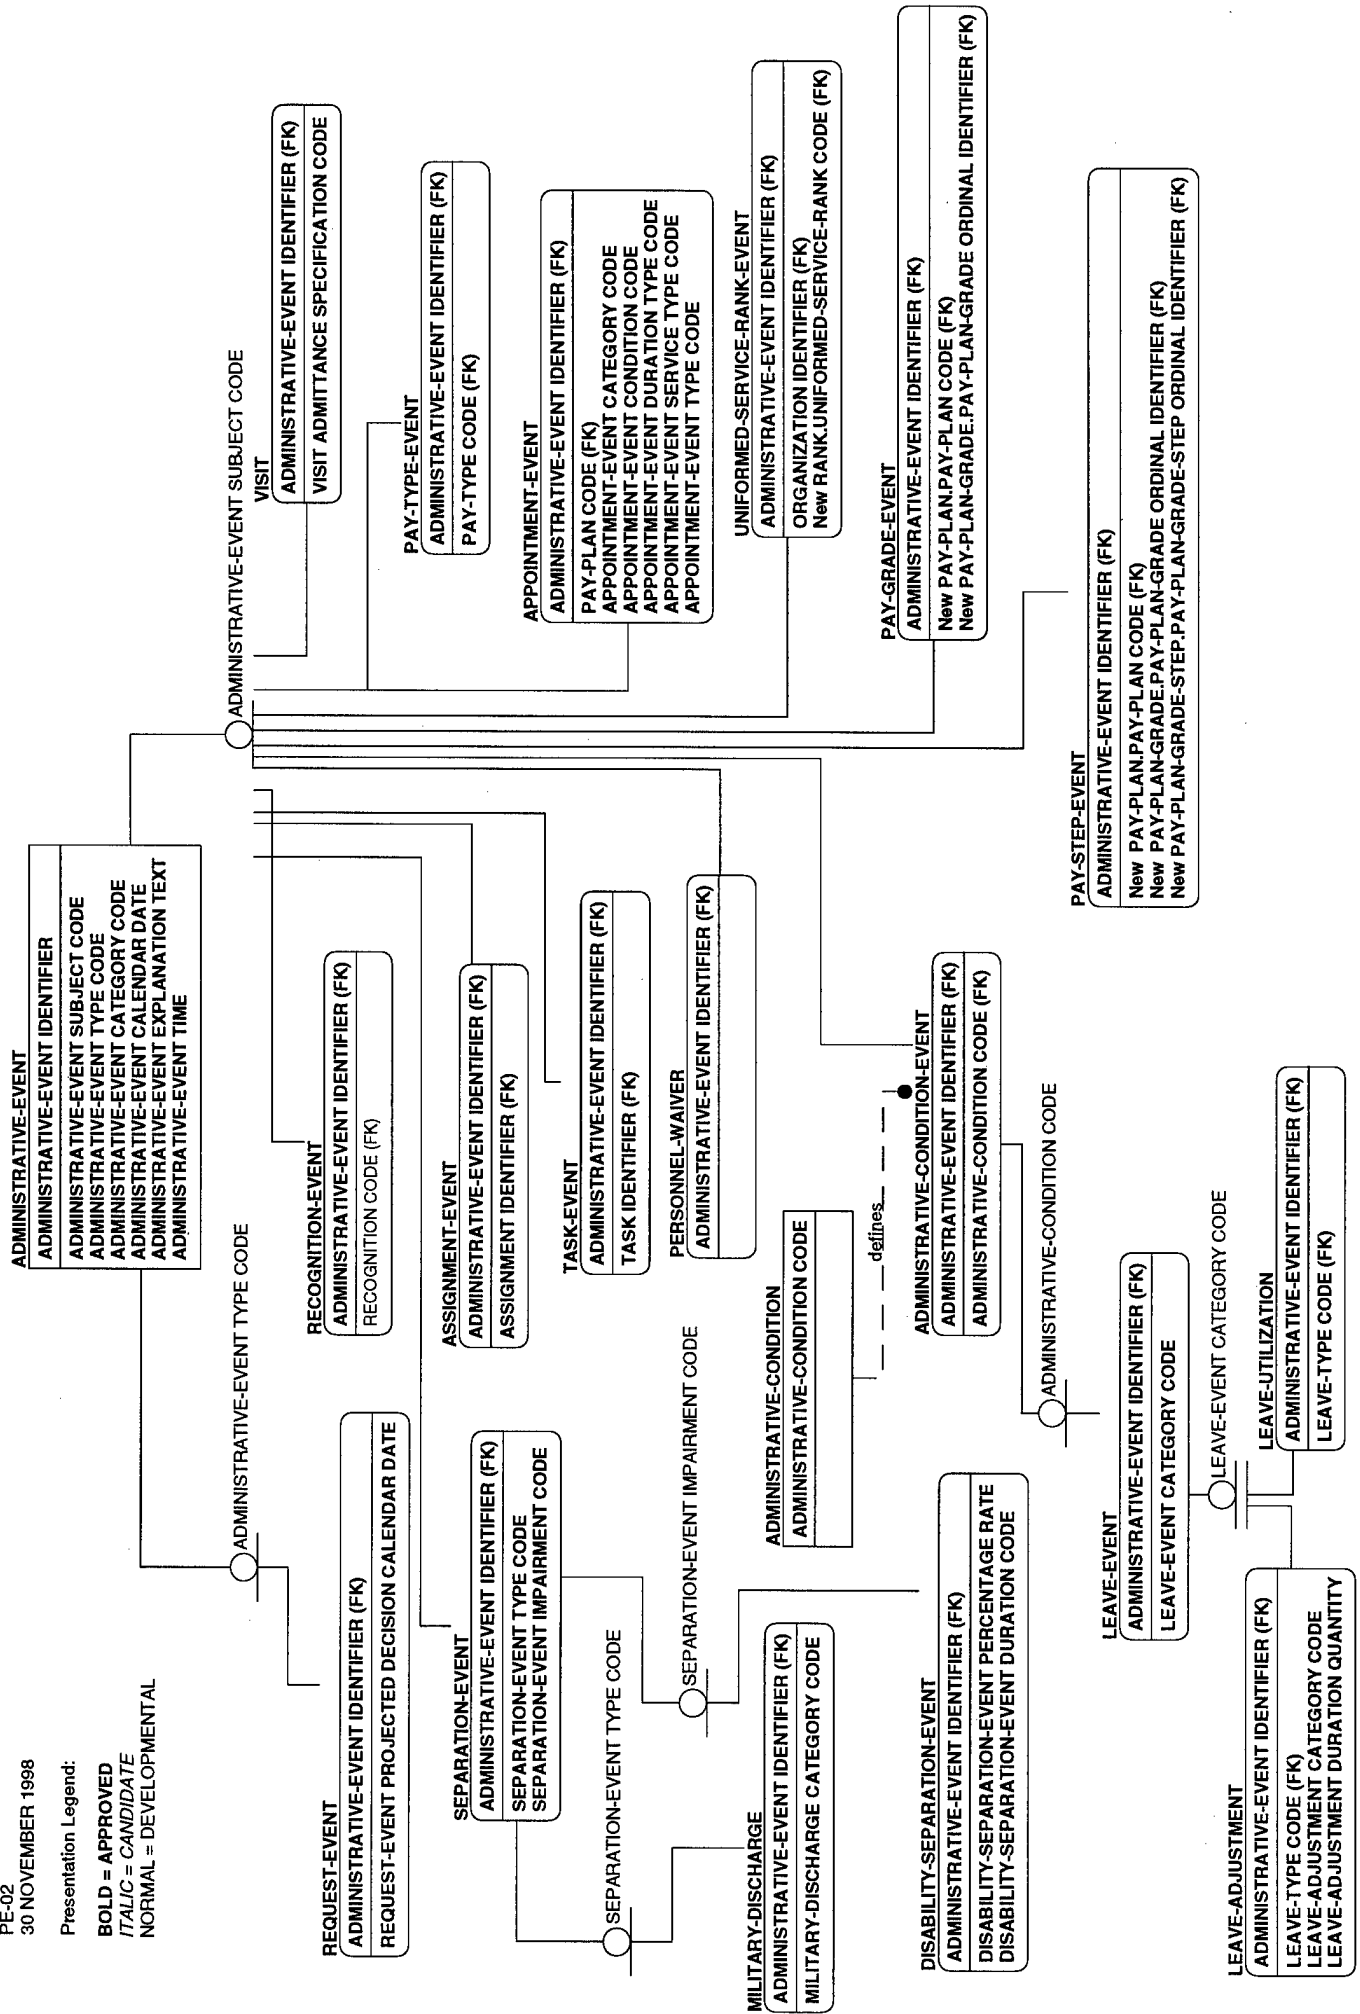 PE-02
30 NOVEMBER 1998
Presentation Legend:
BOLD = APPROVED
ITALIC = CANDIDATE
NORMAL = DEVELOPMENTAL
ADMINISTRATIVE-EVENT
ADMINISTRATIVE-EVENT IDENTIFIER
ADMINISTRATIVE-EVENT SUBJECT CODE
ADMINISTRATIVE-EVENT TYPE CODE
ADMINISTRATIVE-EVENT CATEGORY CODE
ADMINISTRATIVE-EVENT CALENDAR DATE
ADMINISTRATIVE-EVENT EXPLANATION TEXT
ADMINISTRATIVE-EVENT TIME
ADMINISTRATIVE-EVENT TYPE CODE
ADMINISTRATIVE-EVENT SUBJECT CODE
REQUEST-EVENT
ADMINISTRATIVE-EVENT IDENTIFIER (FK)
REQUEST-EVENT PROJECTED DECISION CALENDAR DATE
RECOGNITION-EVENT
ADMINISTRATIVE-EVENT IDENTIFIER (FK)
RECOGNITION CODE (FK)
VISIT
ADMINISTRATIVE-EVENT IDENTIFIER (FK)
VISIT ADMITTANCE SPECIFICATION CODE
SEPARATION-EVENT
ADMINISTRATIVE-EVENT IDENTIFIER (FK)
SEPARATION-EVENT TYPE CODE
SEPARATION-EVENT IMPAIRMENT CODE
ASSIGNMENT-EVENT
ADMINISTRATIVE-EVENT IDENTIFIER (FK)
ASSIGNMENT IDENTIFIER (FK)
PAY-TYPE-EVENT
ADMINISTRATIVE-EVENT IDENTIFIER (FK)
PAY-TYPE CODE (FK)
TASK-EVENT
ADMINISTRATIVE-EVENT IDENTIFIER (FK)
TASK IDENTIFIER (FK)
APPOINTMENT-EVENT
ADMINISTRATIVE-EVENT IDENTIFIER (FK)
PAY-PLAN CODE (FK)
APPOINTMENT-EVENT CATEGORY CODE
APPOINTMENT-EVENT CONDITION CODE
APPOINTMENT-EVENT DURATION TYPE CODE
APPOINTMENT-EVENT SERVICE TYPE CODE
APPOINTMENT-EVENT TYPE CODE
SEPARATION-EVENT TYPE CODE
SEPARATION-EVENT IMPAIRMENT CODE
PERSONNEL-WAIVER
ADMINISTRATIVE-EVENT IDENTIFIER (FK)
UNIFORMED-SERVICE-RANK-EVENT
ADMINISTRATIVE-EVENT IDENTIFIER (FK)
ORGANIZATION IDENTIFIER (FK)
New RANK.UNIFORMED-SERVICE-RANK CODE (FK)
MILITARY-DISCHARGE
ADMINISTRATIVE-EVENT IDENTIFIER (FK)
MILITARY-DISCHARGE CATEGORY CODE
ADMINISTRATIVE-CONDITION
ADMINISTRATIVE-CONDITION CODE
defines
PAY-GRADE-EVENT
ADMINISTRATIVE-EVENT IDENTIFIER (FK)
New PAY-PLAN.PAY-PLAN CODE (FK)
New PAY-PLAN-GRADE.PAY-PLAN-GRADE ORDINAL IDENTIFIER (FK)
DISABILITY-SEPARATION-EVENT
ADMINISTRATIVE-EVENT IDENTIFIER (FK)
DISABILITY-SEPARATION-EVENT PERCENTAGE RATE
DISABILITY-SEPARATION-EVENT DURATION CODE
ADMINISTRATIVE-CONDITION-EVENT
ADMINISTRATIVE-EVENT IDENTIFIER (FK)
ADMINISTRATIVE-CONDITION CODE (FK)
ADMINISTRATIVE-CONDITION CODE
PAY-STEP-EVENT
ADMINISTRATIVE-EVENT IDENTIFIER (FK)
New PAY-PLAN.PAY-PLAN CODE (FK)
New PAY-PLAN-GRADE.PAY-PLAN-GRADE ORDINAL IDENTIFIER (FK)
New PAY-PLAN-GRADE-STEP.PAY-PLAN-GRADE-STEP ORDINAL IDENTIFIER (FK)
LEAVE-EVENT
ADMINISTRATIVE-EVENT IDENTIFIER (FK)
LEAVE-EVENT CATEGORY CODE
LEAVE-EVENT CATEGORY CODE
LEAVE-ADJUSTMENT
ADMINISTRATIVE-EVENT IDENTIFIER (FK)
LEAVE-TYPE CODE (FK)
LEAVE-ADJUSTMENT CATEGORY CODE
LEAVE-ADJUSTMENT DURATION QUANTITY
LEAVE-UTILIZATION
ADMINISTRATIVE-EVENT IDENTIFIER (FK)
LEAVE-TYPE CODE (FK)